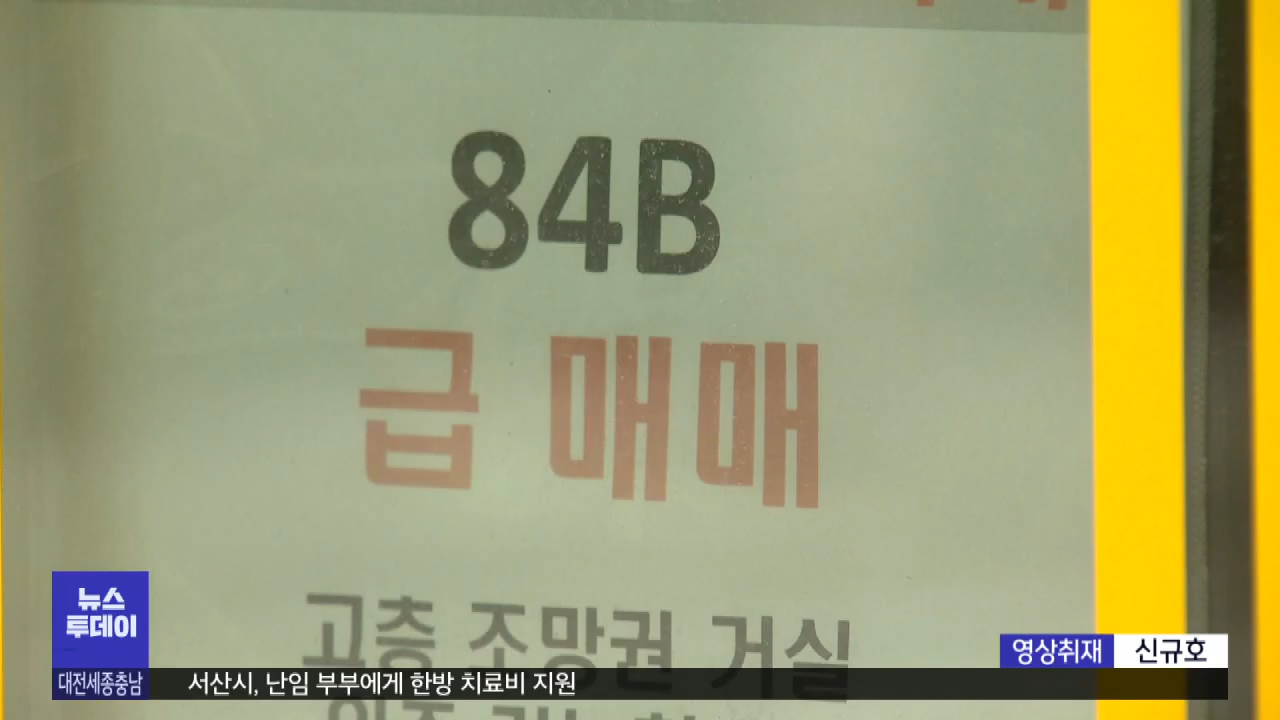 84B
급 매매
고층 조망권 거실
뉴스
투데이
영상취재 신규호
대전세종충남 서산시, 난임 부부에게 한방 치료비 지원